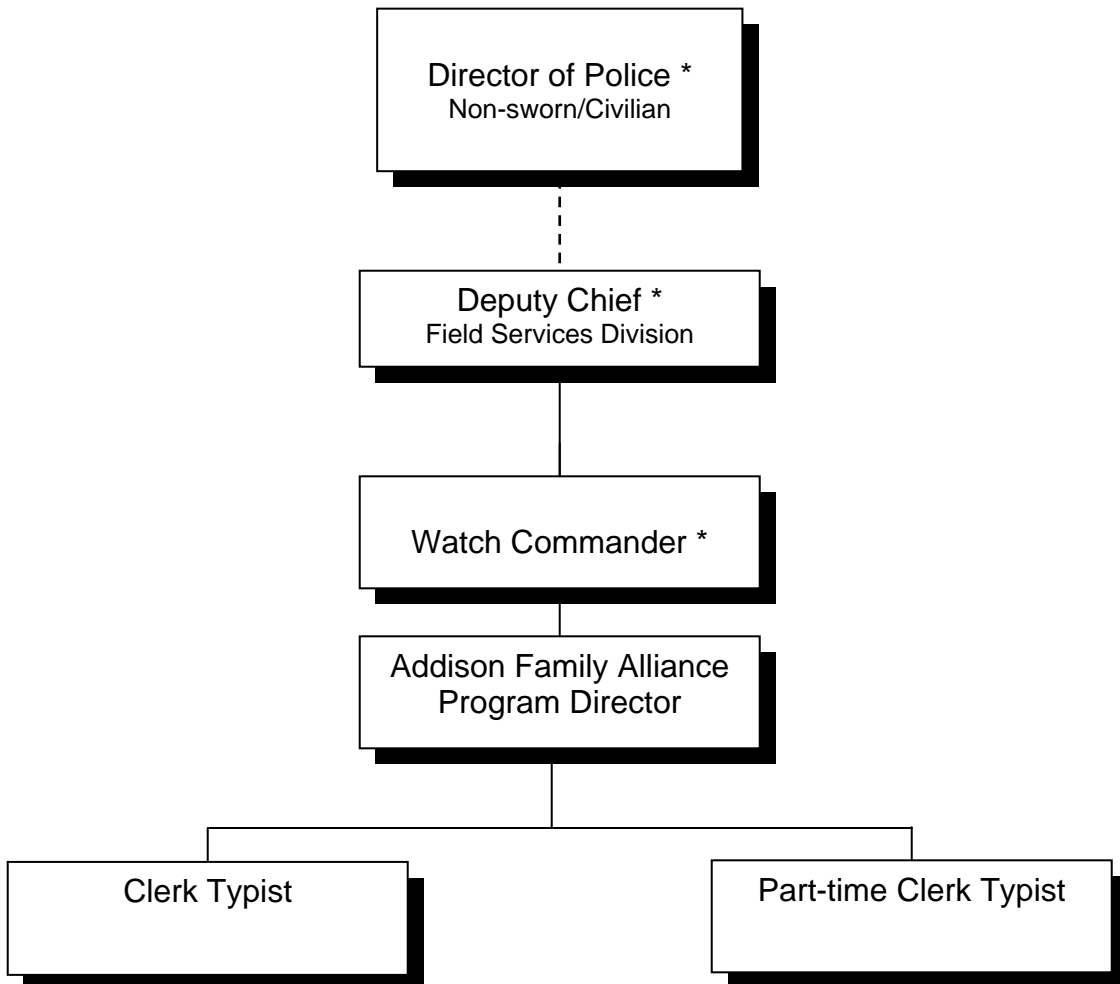 Director of Police *
Non-sworn/Civilian
Deputy Chief *
Field Services Division
Watch Commander *
Addison Family Alliance
Program Director
Clerk Typist
Part-time Clerk Typist